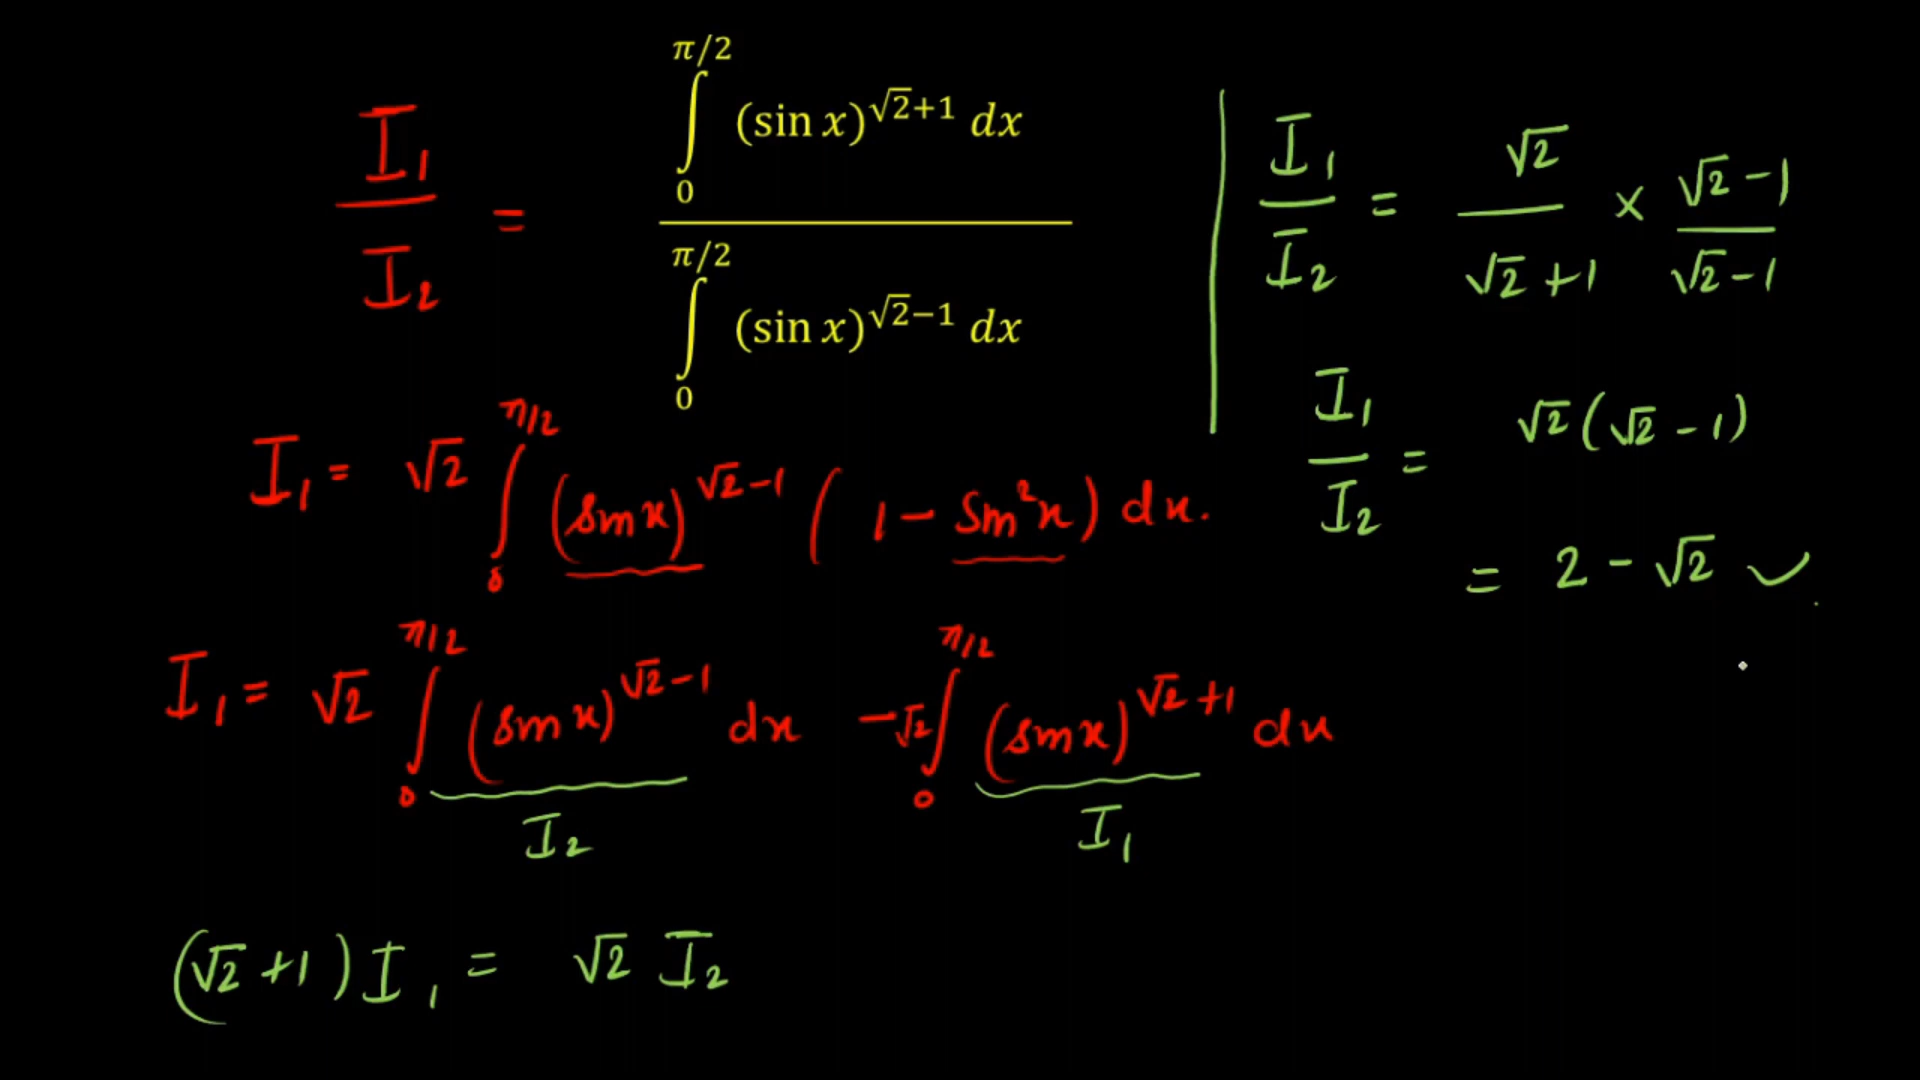 I₁/I₂ = ∫₀^{π/2} (sin x)^{√2+1} dx / ∫₀^{π/2} (sin x)^{√2−1} dx
I₁ = √2 ∫₀^{π/2} (sin x)^{√2−1} (1 − sin²x) dx.
I₁ = √2 ∫₀^{π/2} (sin x)^{√2−1} dx − √2 ∫₀^{π/2} (sin x)^{√2+1} dx
I₂ I₁
(√2 + 1) I₁ = √2 I₂
I₁/I₂ = √2/(√2 + 1) × (√2 − 1)/(√2 − 1)
I₁/I₂ = √2(√2 − 1)
= 2 − √2 ✓